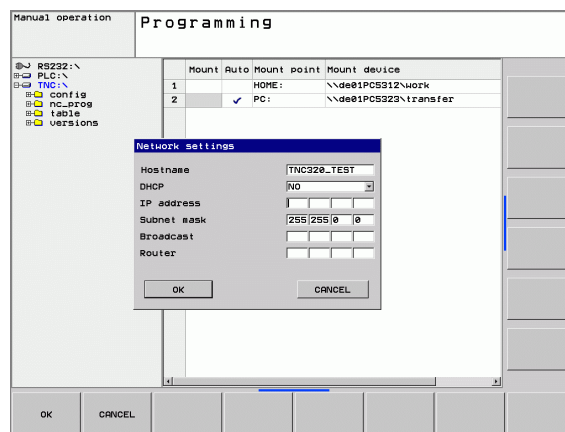 Manual operation
Programming
RS232:\
PLC:\
TNC:\
config
nc_prog
table
versions
Mount Auto Mount point Mount device
1 HOME: \\de01PC5312\work
2 PC: \\de01PC5323\transfer
Network settings
Hostname TNC320_TEST
DHCP NO
IP address
Subnet mask 255 255 0 0
Broadcast
Router
OK CANCEL
OK CANCEL